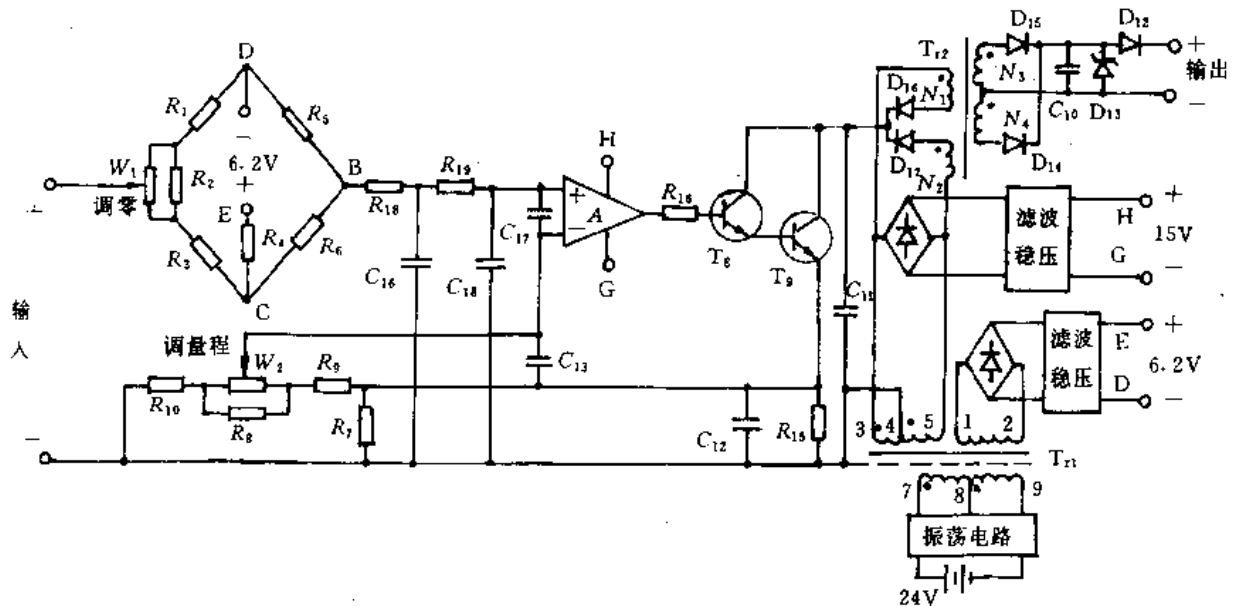 D₁₅
D₁₂
D
T_r2
+
输出
−
N₃
R₁
R₅
D₁₆
N₁
C₁₀
D₁₃
N₄
D₁₄
−
6.2V
+
H
W₁
R₂
B
R₁₉
调零
R₁₈
D₁₇
N₂
E
+
A
−
R₁₆
滤波
稳压
H
+
15V
G
−
R₃
R₄
R₆
C₁₇
T₈
T₉
C₁₆
C₁₈
G
C₁₁
C
输
入
调量程
滤波
稳压
E
+
6.2V
D
−
W₂
R₉
C₁₃
R₁₀
R₈
R₇
C₁₂
R₁₅
3
4
5
1
2
−
T_r1
7
8
9
振荡电路
24V